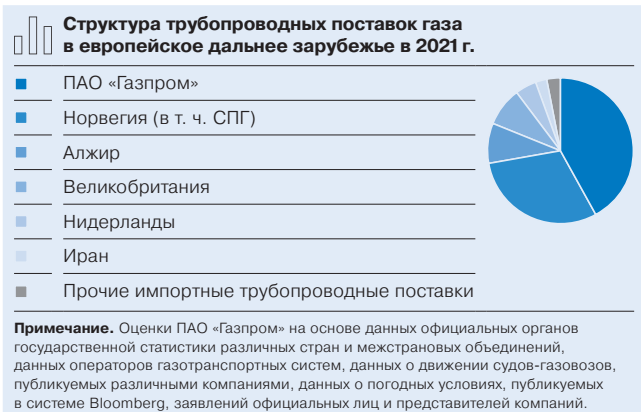 Структура трубопроводных поставок газа
в европейское дальнее зарубежье в 2021 г.
ПАО «Газпром»
Норвегия (в т. ч. СПГ)
Алжир
Великобритания
Нидерланды
Иран
Прочие импортные трубопроводные поставки
Примечание. Оценки ПАО «Газпром» на основе данных официальных органов
государственной статистики различных стран и межстрановых объединений,
данных операторов газотранспортных систем, данных о движении судов-газовозов,
публикуемых различными компаниями, данных о погодных условиях, публикуемых
в системе Bloomberg, заявлений официальных лиц и представителей компаний.